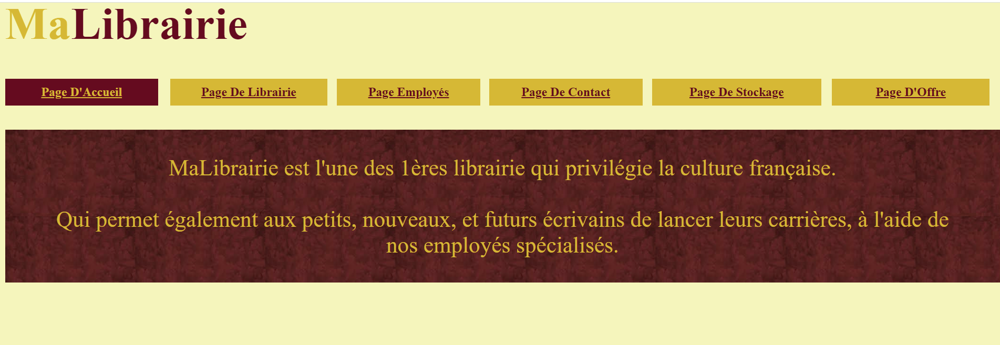 MaLibrairie
Page D'Accueil
Page De Librairie
Page Employés
Page De Contact
Page De Stockage
Page D'Offre
MaLibrairie est l'une des 1ères librairie qui privilégie la culture française.
Qui permet également aux petits, nouveaux, et futurs écrivains de lancer leurs carrières, à l'aide de
nos employés spécialisés.